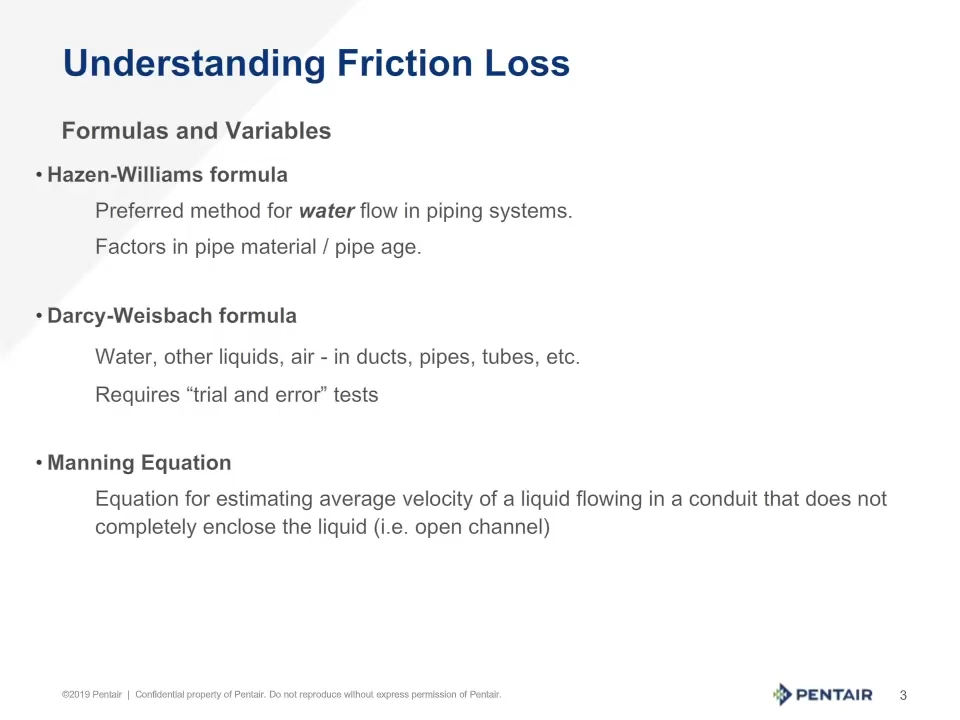 Understanding Friction Loss
Formulas and Variables
• Hazen-Williams formula
Preferred method for water flow in piping systems.
Factors in pipe material / pipe age.
• Darcy-Weisbach formula
Water, other liquids, air - in ducts, pipes, tubes, etc.
Requires “trial and error” tests
• Manning Equation
Equation for estimating average velocity of a liquid flowing in a conduit that does not
completely enclose the liquid (i.e. open channel)
©2019 Pentair | Confidential property of Pentair. Do not reproduce without express permission of Pentair.
PENTAIR
3